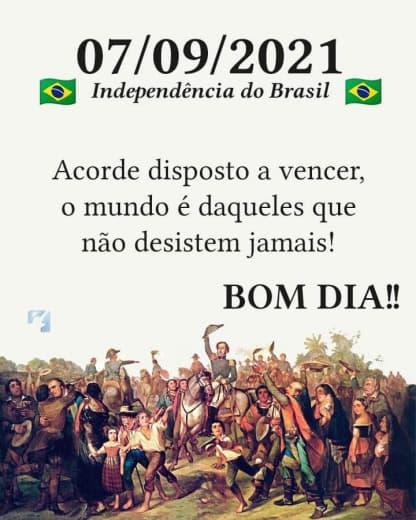 07/09/2021
Independência do Brasil
Acorde disposto a vencer,
o mundo é daqueles que
não desistem jamais!
BOM DIA!!